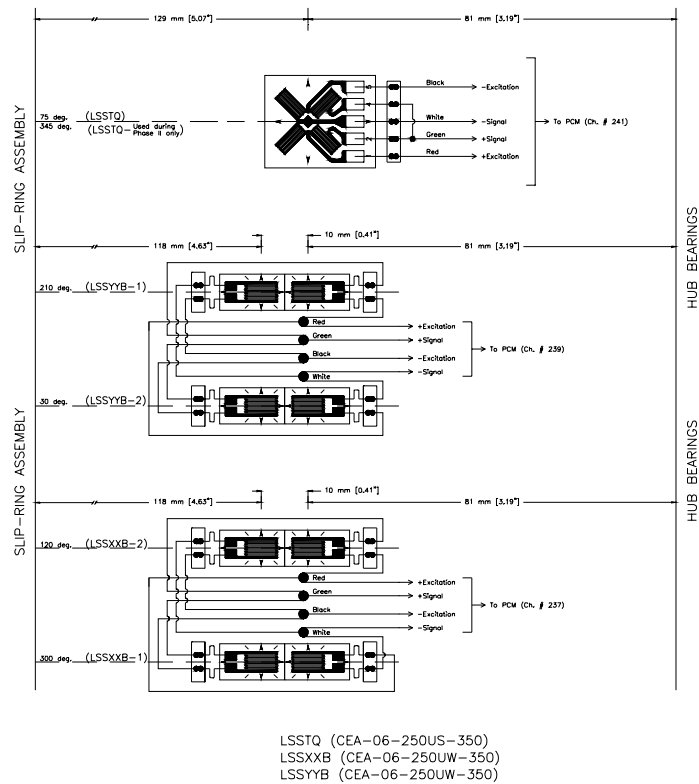 129 mm [5.07"] 81 mm [3.19"]
SLIP-RING ASSEMBLY
75 deg. (LSSTQ)
345 deg. (LSSTQ- Used during Phase II only)
5
4
3
2
1
Black -Excitation
White -Signal
Green +Signal
Red +Excitation
To PCM (Ch. # 241)
HUB BEARINGS
10 mm [0.41"]
118 mm [4.63"] 81 mm [3.19"]
210 deg. (LSSYYB-1)
Red +Excitation
Green +Signal
Black -Excitation
White -Signal
To PCM (Ch. # 239)
30 deg. (LSSYYB-2)
SLIP-RING ASSEMBLY
HUB BEARINGS
10 mm [0.41"]
118 mm [4.63"] 81 mm [3.19"]
120 deg. (LSSXXB-2)
Red +Excitation
Green +Signal
Black -Excitation
White -Signal
To PCM (Ch. # 237)
300 deg. (LSSXXB-1)
LSSTQ (CEA-06-250US-350)
LSSXXB (CEA-06-250UW-350)
LSSYYB (CEA-06-250UW-350)